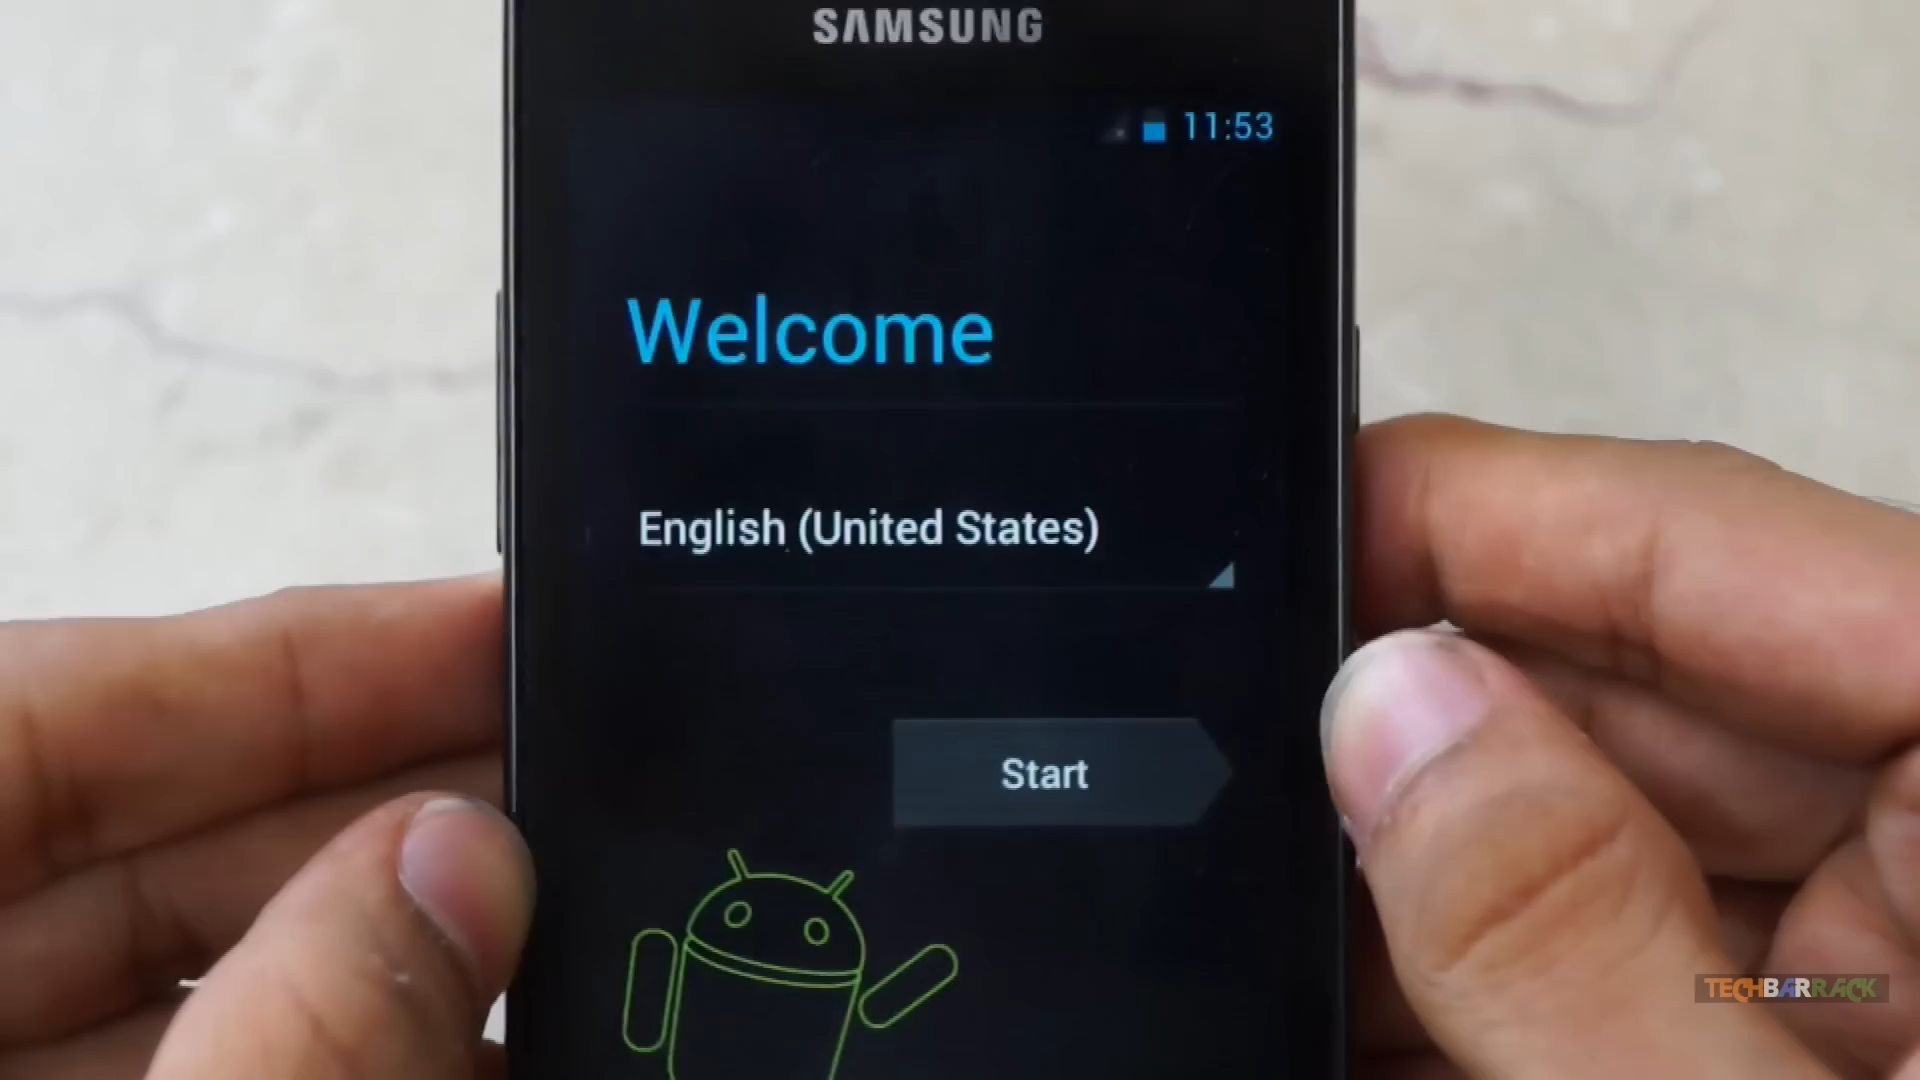 SAMSUNG
11:53
Welcome
English (United States)
Start
TECHBARRACK